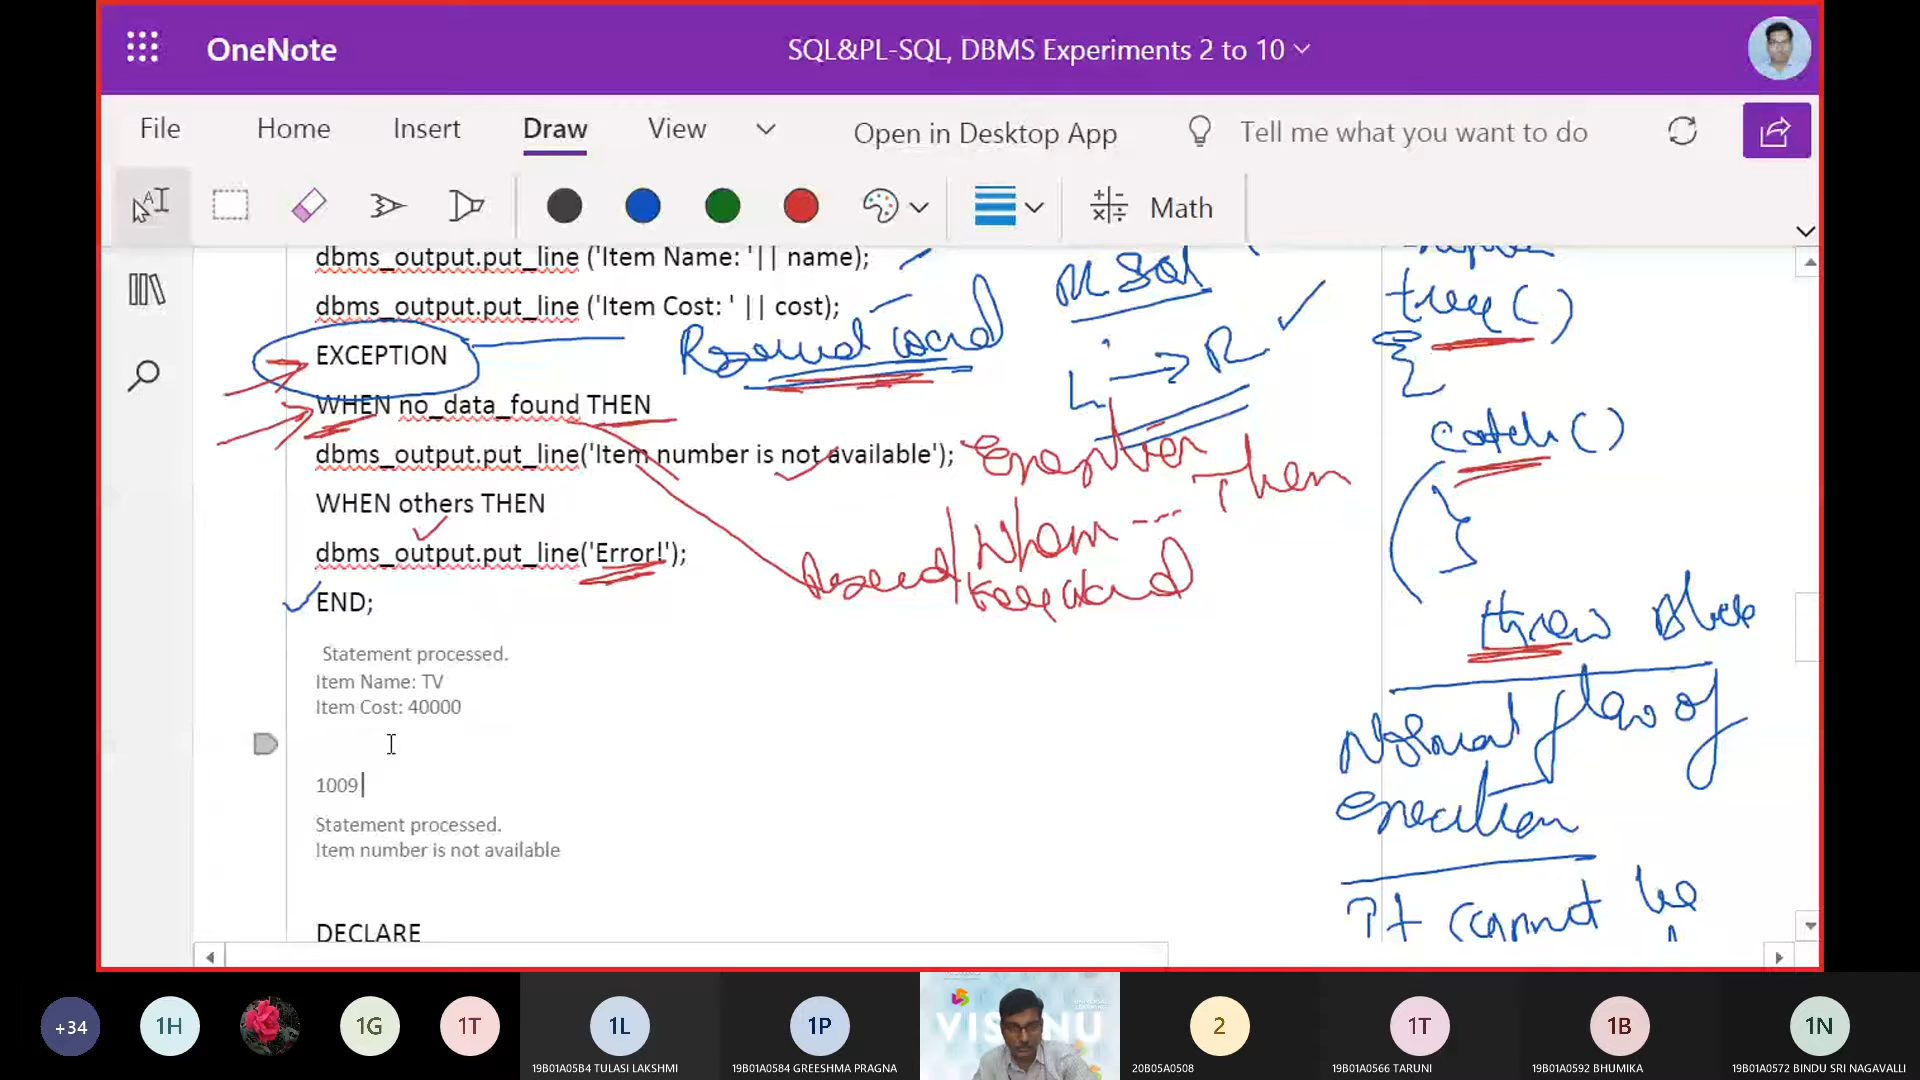 OneNote
SQL&PL-SQL, DBMS Experiments 2 to 10
File Home Insert Draw View Open in Desktop App Tell me what you want to do
Math
dbms_output.put_line ('Item Name: '|| name);
dbms_output.put_line ('Item Cost: ' || cost);
EXCEPTION
WHEN no_data_found THEN
dbms_output.put_line('Item number is not available');
WHEN others THEN
dbms_output.put_line('Error!');
END;
Statement processed.
Item Name: TV
Item Cost: 40000
1009
Statement processed.
Item number is not available
DECLARE
Reserved word
Sql
L → R
Exception
When --- Then
Reserved / Keyword
catch ()
{
}
throw Block
Normal flow of
execution
It cannot be
+34
1H
1G
1T
1L
19B01A05B4 TULASI LAKSHMI
1P
19B01A0584 GREESHMA PRAGNA
VISHNU
2
20B05A0508
1T
19B01A0566 TARUNI
1B
19B01A0592 BHUMIKA
1N
19B01A0572 BINDU SRI NAGAVALLI